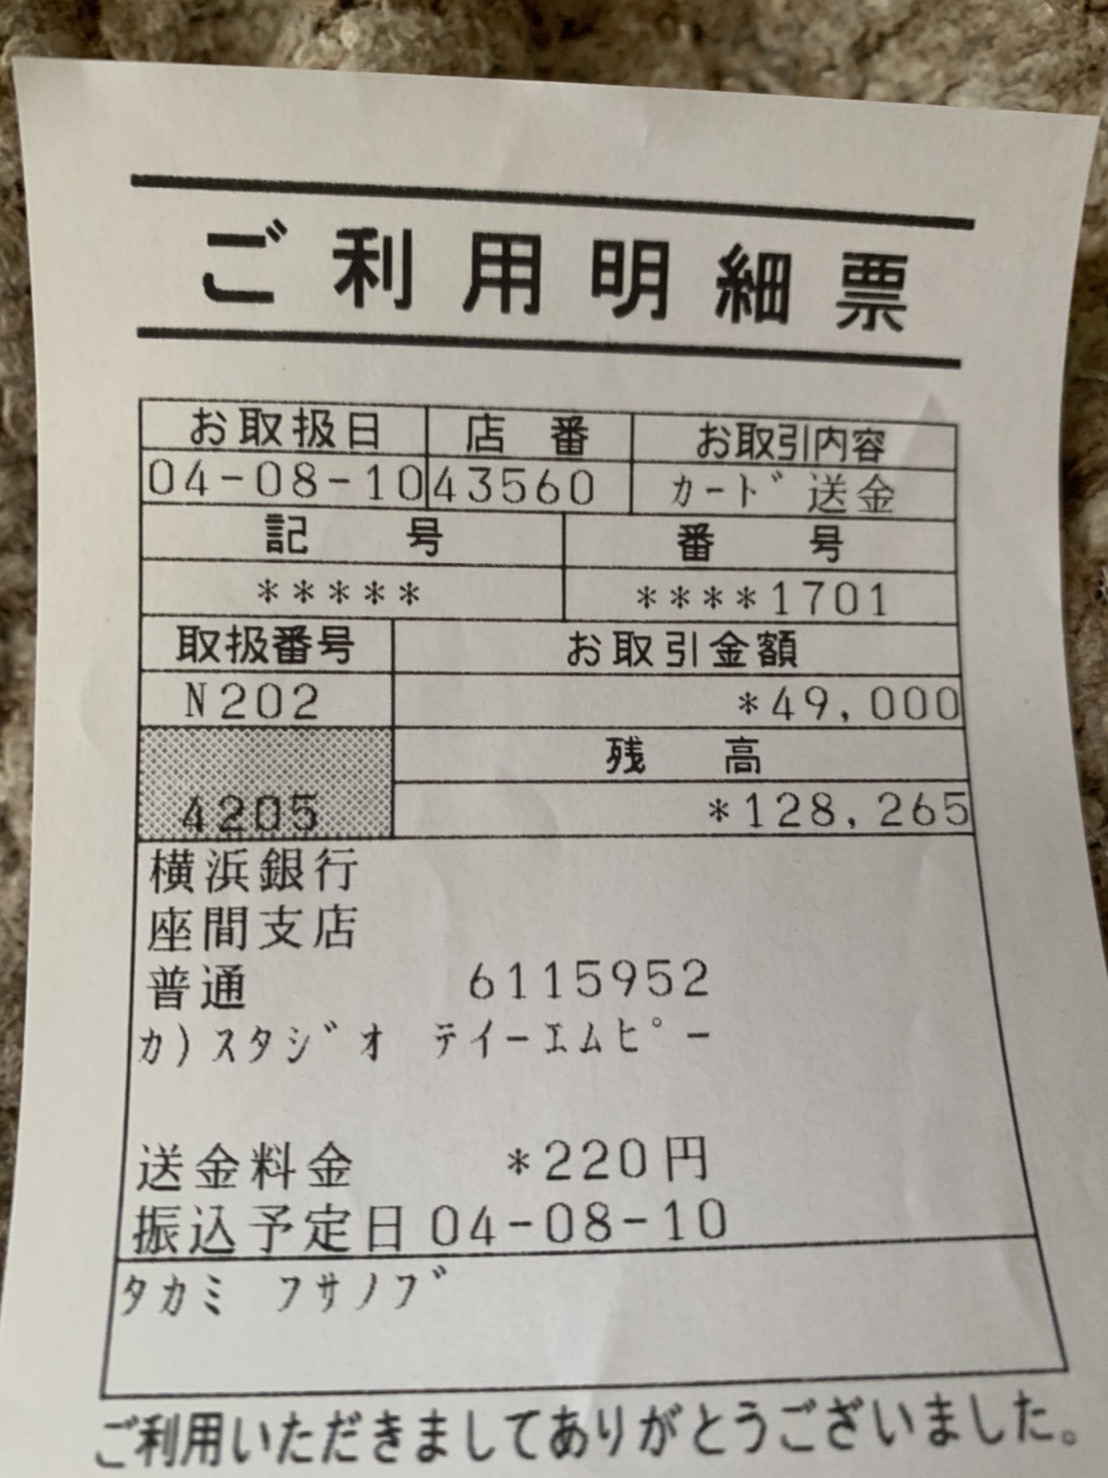 ご利用明細票
お取扱日 店番 お取引内容
04-08-10 43560 カード送金
記号 番号
***** ****1701
取扱番号 お取引金額
N202 *49,000
残高
4205 *128,265
横浜銀行
座間支店
普通 6115952
カ)スタジオ テイーエムピー
送金料金 *220円
振込予定日 04-08-10
タカミ フサノブ
ご利用いただきましてありがとうございました。